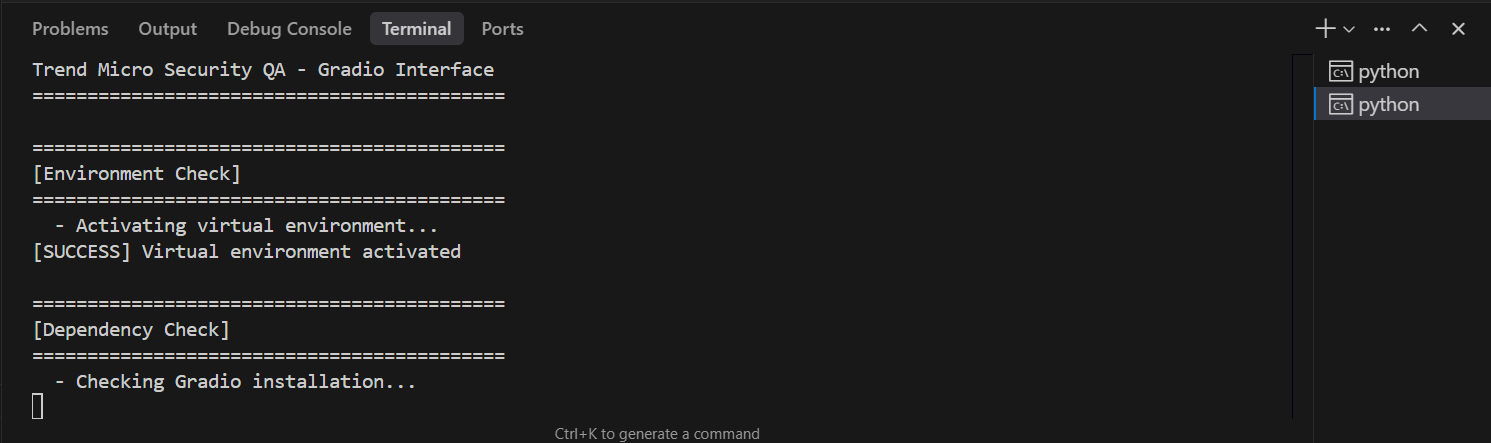 Problems Output Debug Console Terminal Ports
Trend Micro Security QA - Gradio Interface
===========================================
===========================================
[Environment Check]
===========================================
- Activating virtual environment...
[SUCCESS] Virtual environment activated
===========================================
[Dependency Check]
===========================================
- Checking Gradio installation...
Ctrl+K to generate a command
python
python